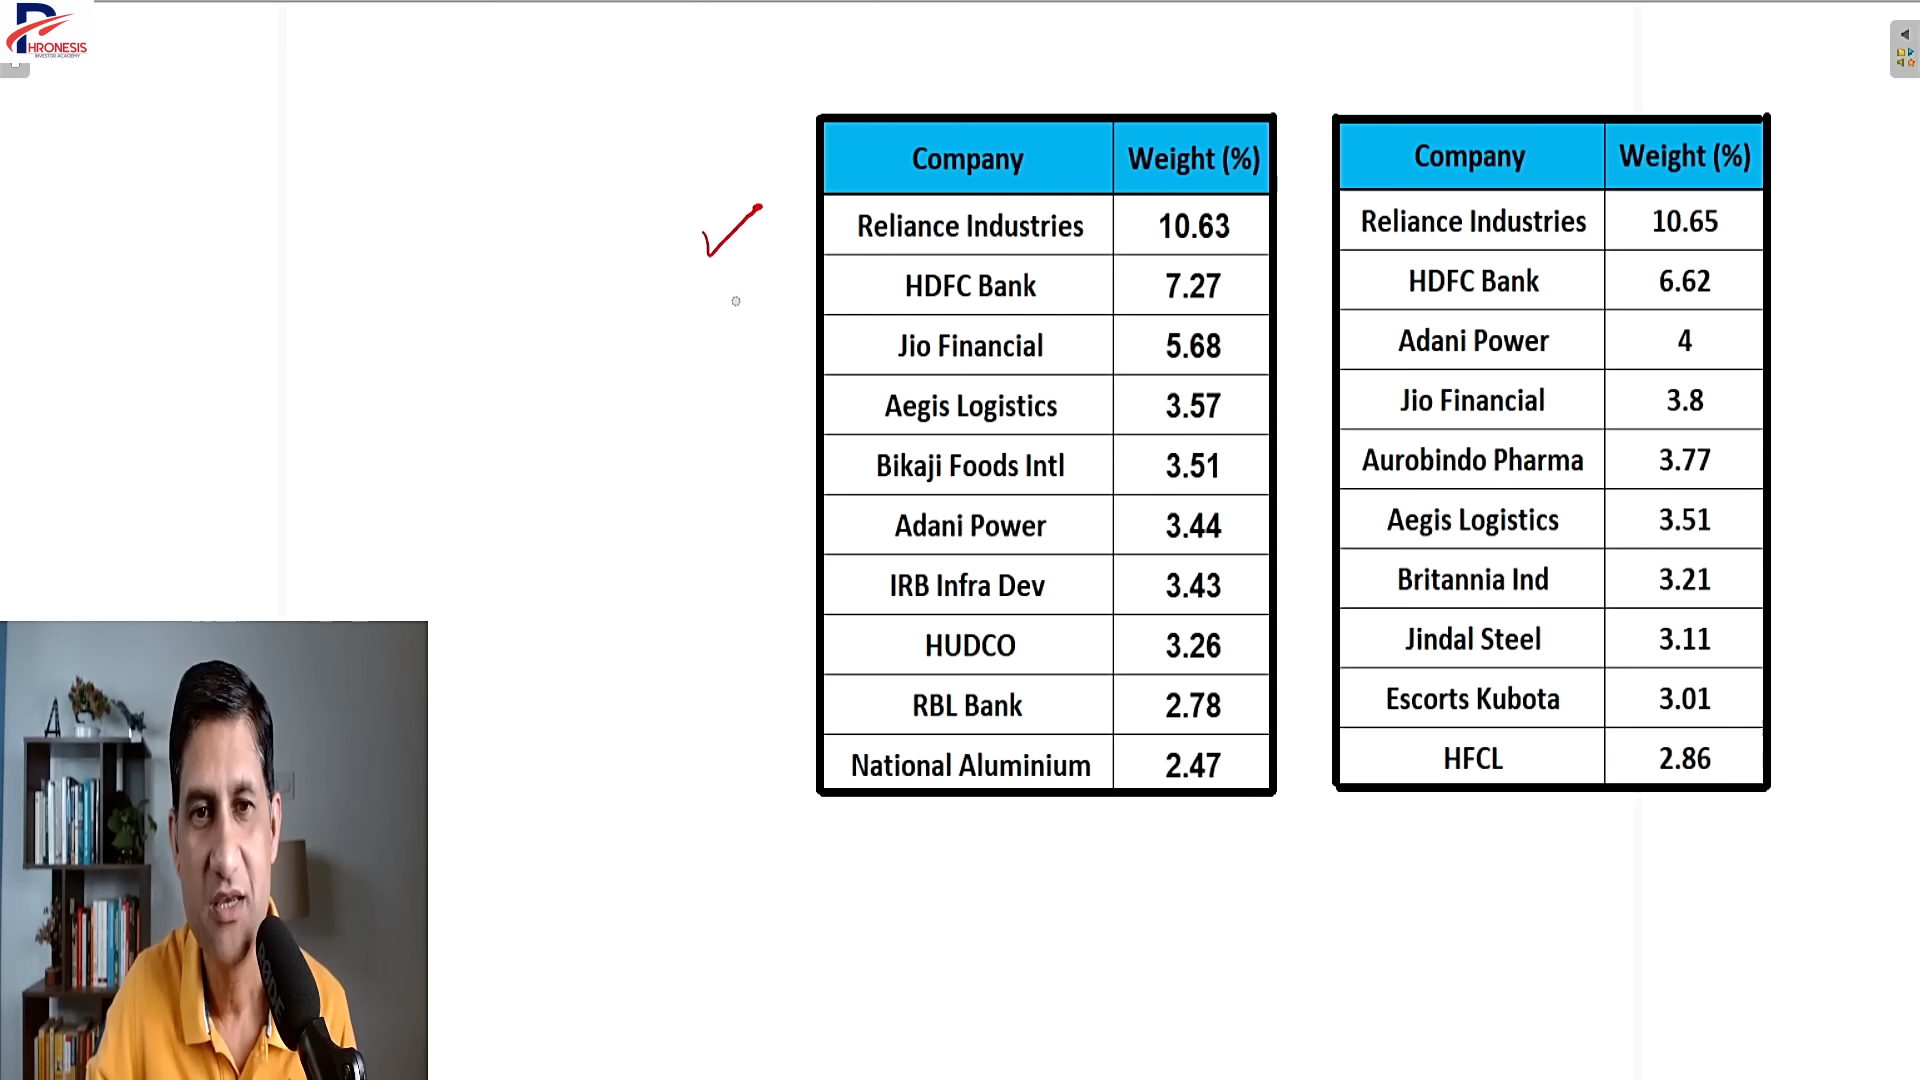 PHRONESIS
INVESTOR ACADEMY
Company Weight (%)
Reliance Industries 10.63
HDFC Bank 7.27
Jio Financial 5.68
Aegis Logistics 3.57
Bikaji Foods Intl 3.51
Adani Power 3.44
IRB Infra Dev 3.43
HUDCO 3.26
RBL Bank 2.78
National Aluminium 2.47
Company Weight (%)
Reliance Industries 10.65
HDFC Bank 6.62
Adani Power 4
Jio Financial 3.8
Aurobindo Pharma 3.77
Aegis Logistics 3.51
Britannia Ind 3.21
Jindal Steel 3.11
Escorts Kubota 3.01
HFCL 2.86